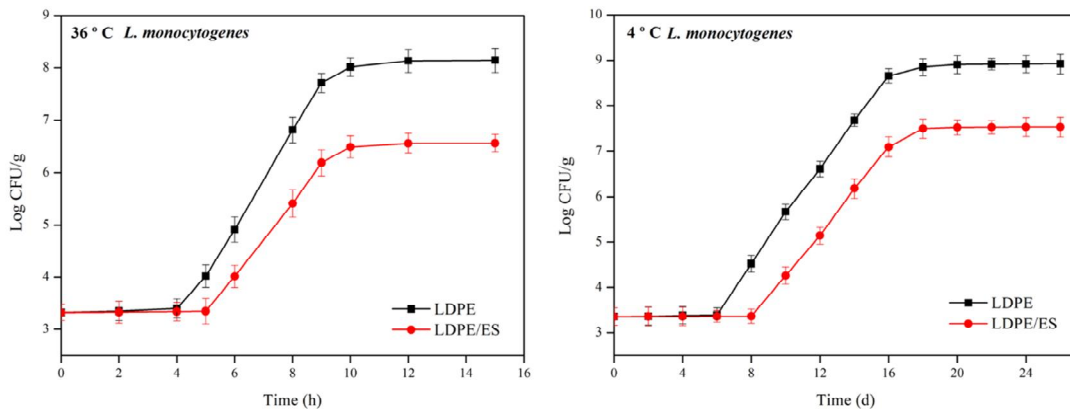 36 ° C L. monocytogenes
Log CFU/g
9
8
7
6
5
4
3
LDPE
LDPE/ES
0 2 4 6 8 10 12 14 16
Time (h)
4 ° C L. monocytogenes
Log CFU/g
10
9
8
7
6
5
4
3
LDPE
LDPE/ES
0 4 8 12 16 20 24
Time (d)